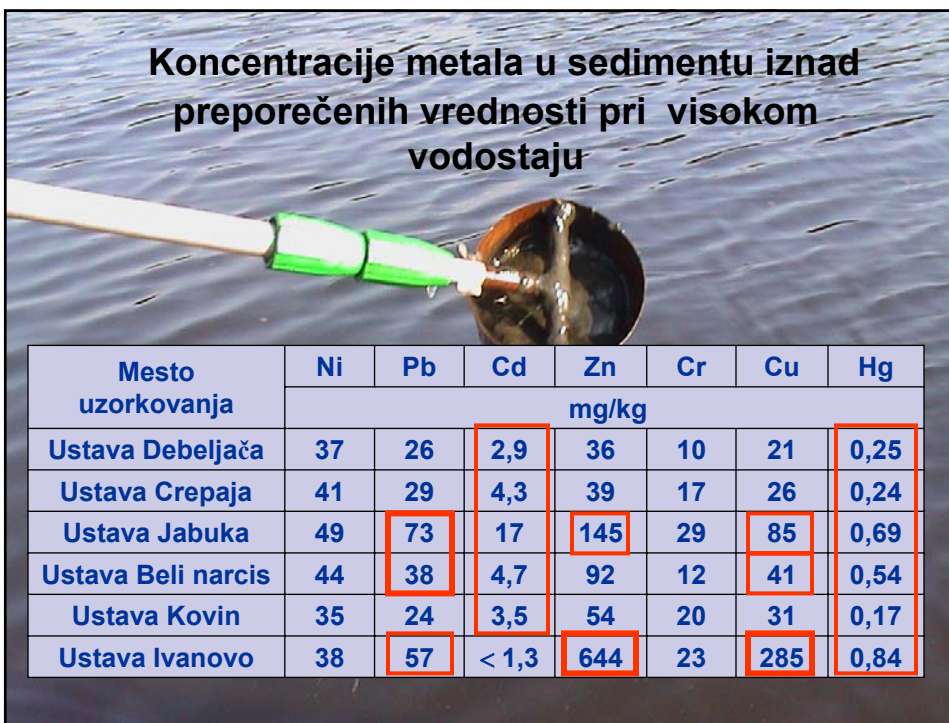 Koncentracije metala u sedimentu iznad
preporečenih vrednosti pri visokom
vodostaju
Mesto uzorkovanja Ni Pb Cd Zn Cr Cu Hg
mg/kg
Ustava Debeljača 37 26 2,9 36 10 21 0,25
Ustava Crepaja 41 29 4,3 39 17 26 0,24
Ustava Jabuka 49 73 17 145 29 85 0,69
Ustava Beli narcis 44 38 4,7 92 12 41 0,54
Ustava Kovin 35 24 3,5 54 20 31 0,17
Ustava Ivanovo 38 57 < 1,3 644 23 285 0,84